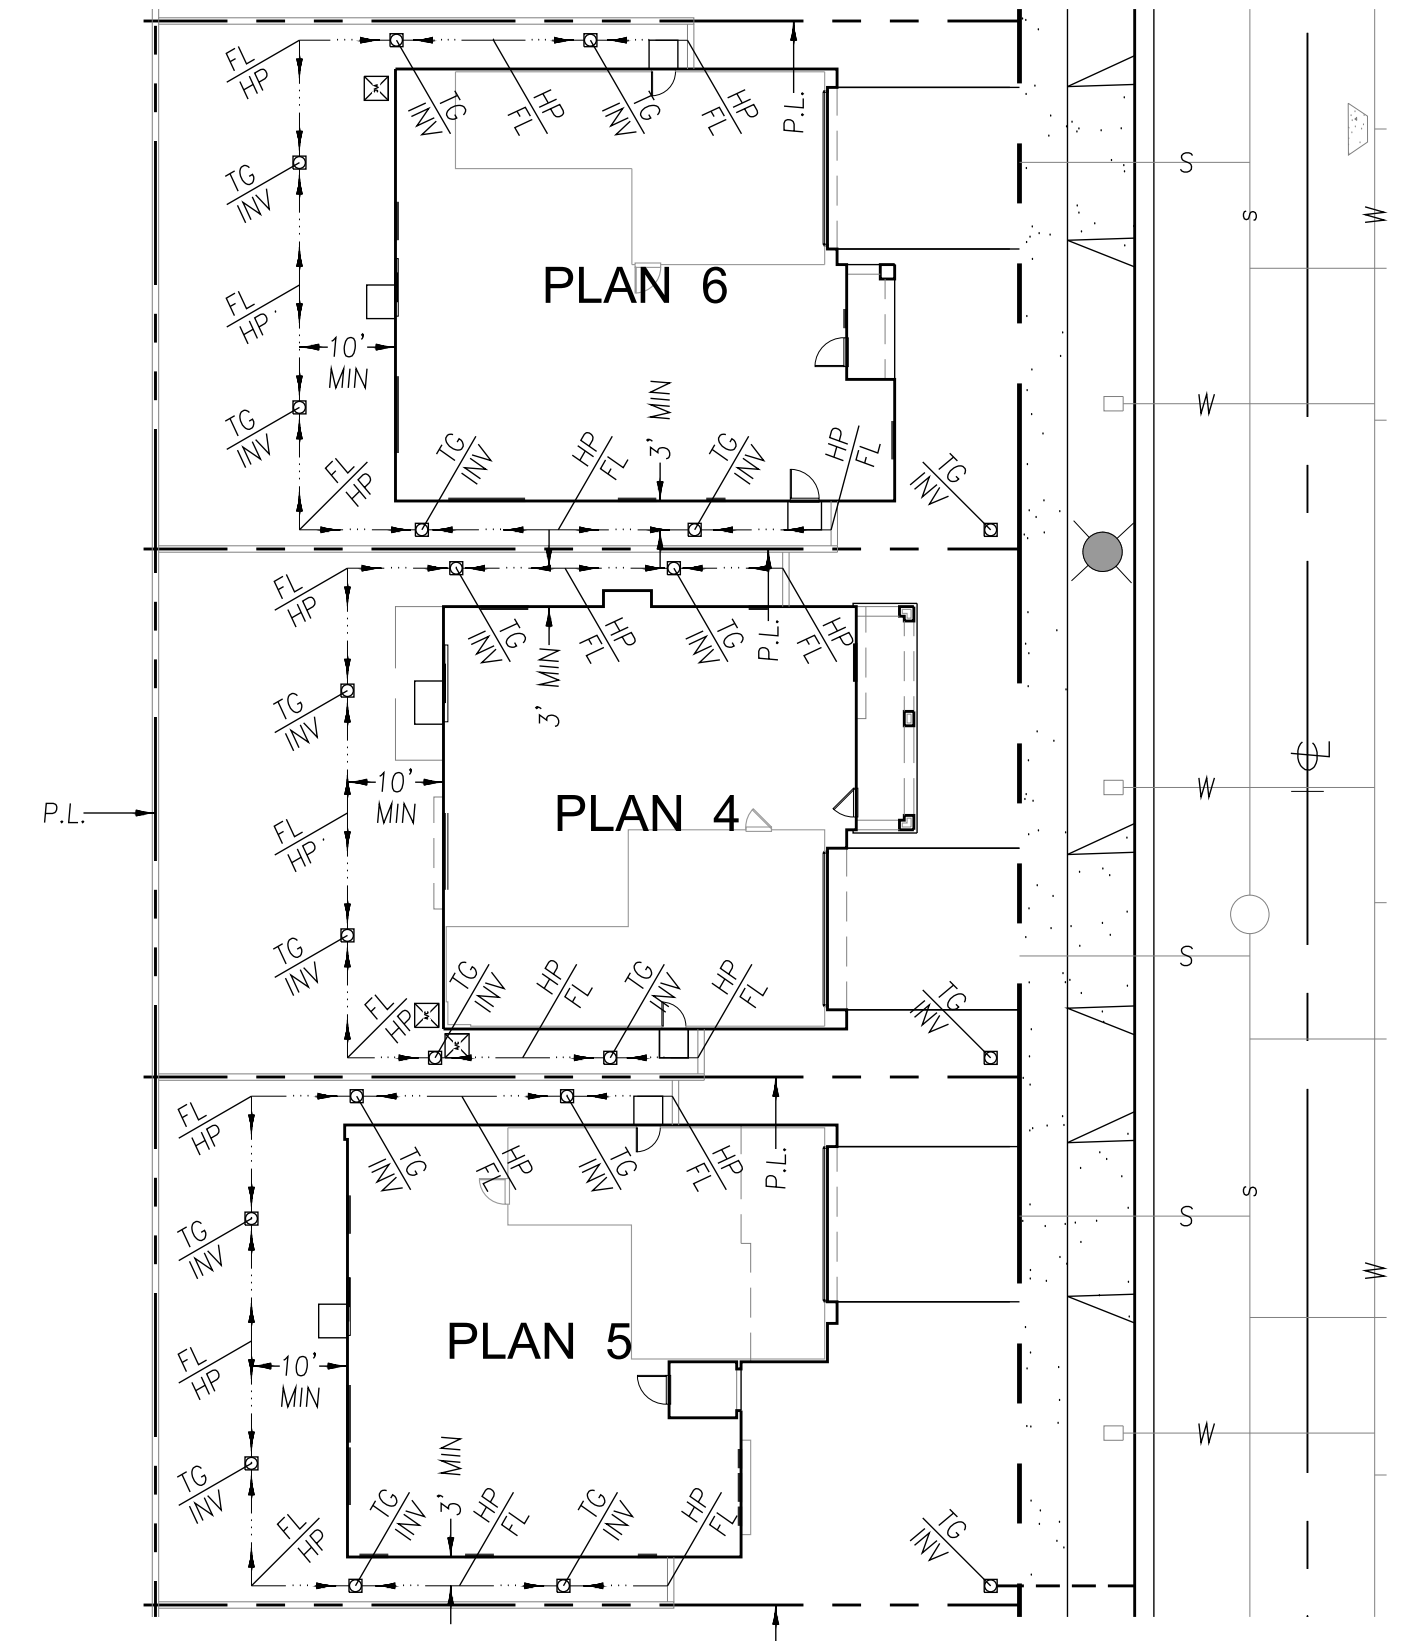 FL
HP
TG
INV
HP
FL
TG
INV
HP
FL
P.L.
TG
INV
S
S
W
PLAN 6
FL
HP
10'
MIN
3' MIN
W
TG
INV
FL
HP
TG
INV
HP
FL
TG
INV
HP
FL
TG
INV
FL
HP
TG
INV
HP
FL
TG
INV
P.L.
HP
FL
3' MIN
TG
INV
10'
MIN
P.L.
FL
HP
PLAN 4
W
CL
TG
INV
FL
HP
TG
INV
HP
FL
TG
INV
HP
FL
S
TG
INV
FL
HP
TG
INV
HP
FL
TG
INV
HP
FL
P.L.
TG
INV
S
S
W
FL
HP
10'
MIN
PLAN 5
3' MIN
W
TG
INV
FL
HP
TG
INV
HP
FL
TG
INV
HP
FL
TG
INV